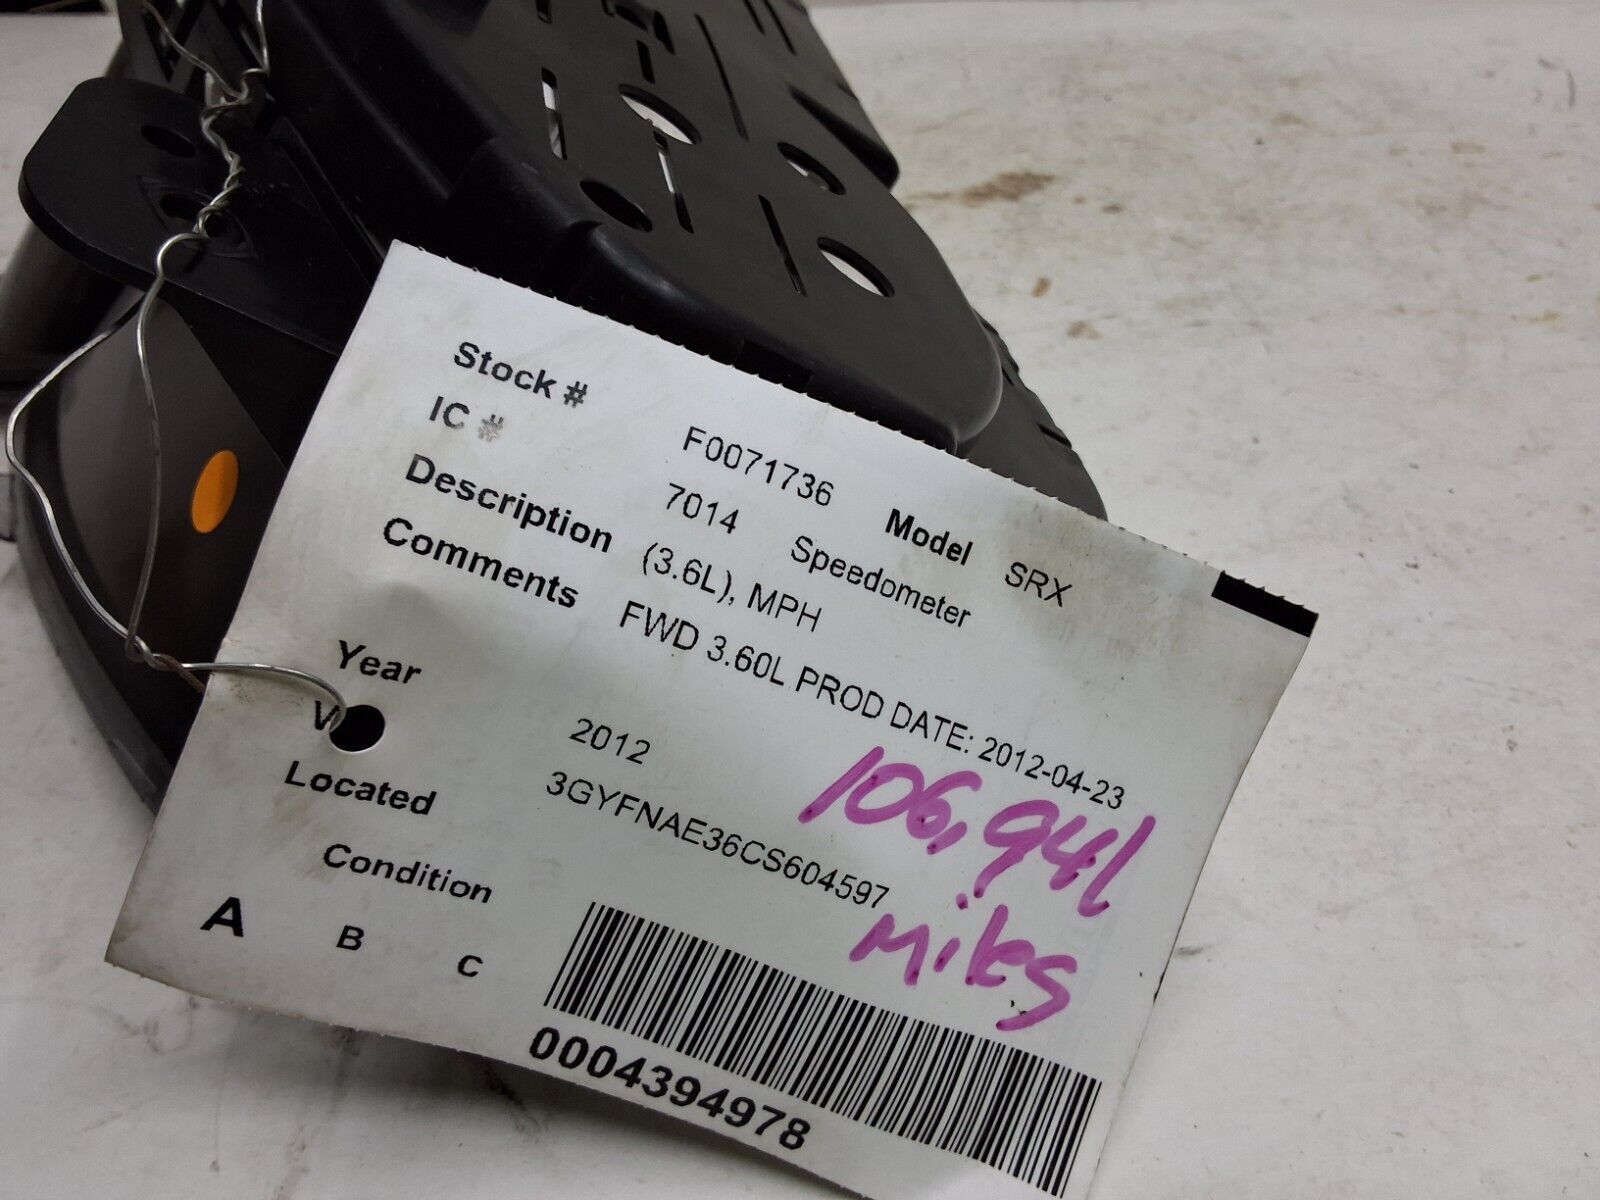 Stock # F0071736 Model SRX
IC # 7014 Speedometer
Description (3.6L), MPH
Comments FWD 3.60L PROD DATE: 2012-04-23
Year 2012
V 3GYFNAE36CS604597
Located
106,941
miles
Condition
A B C
0004394978